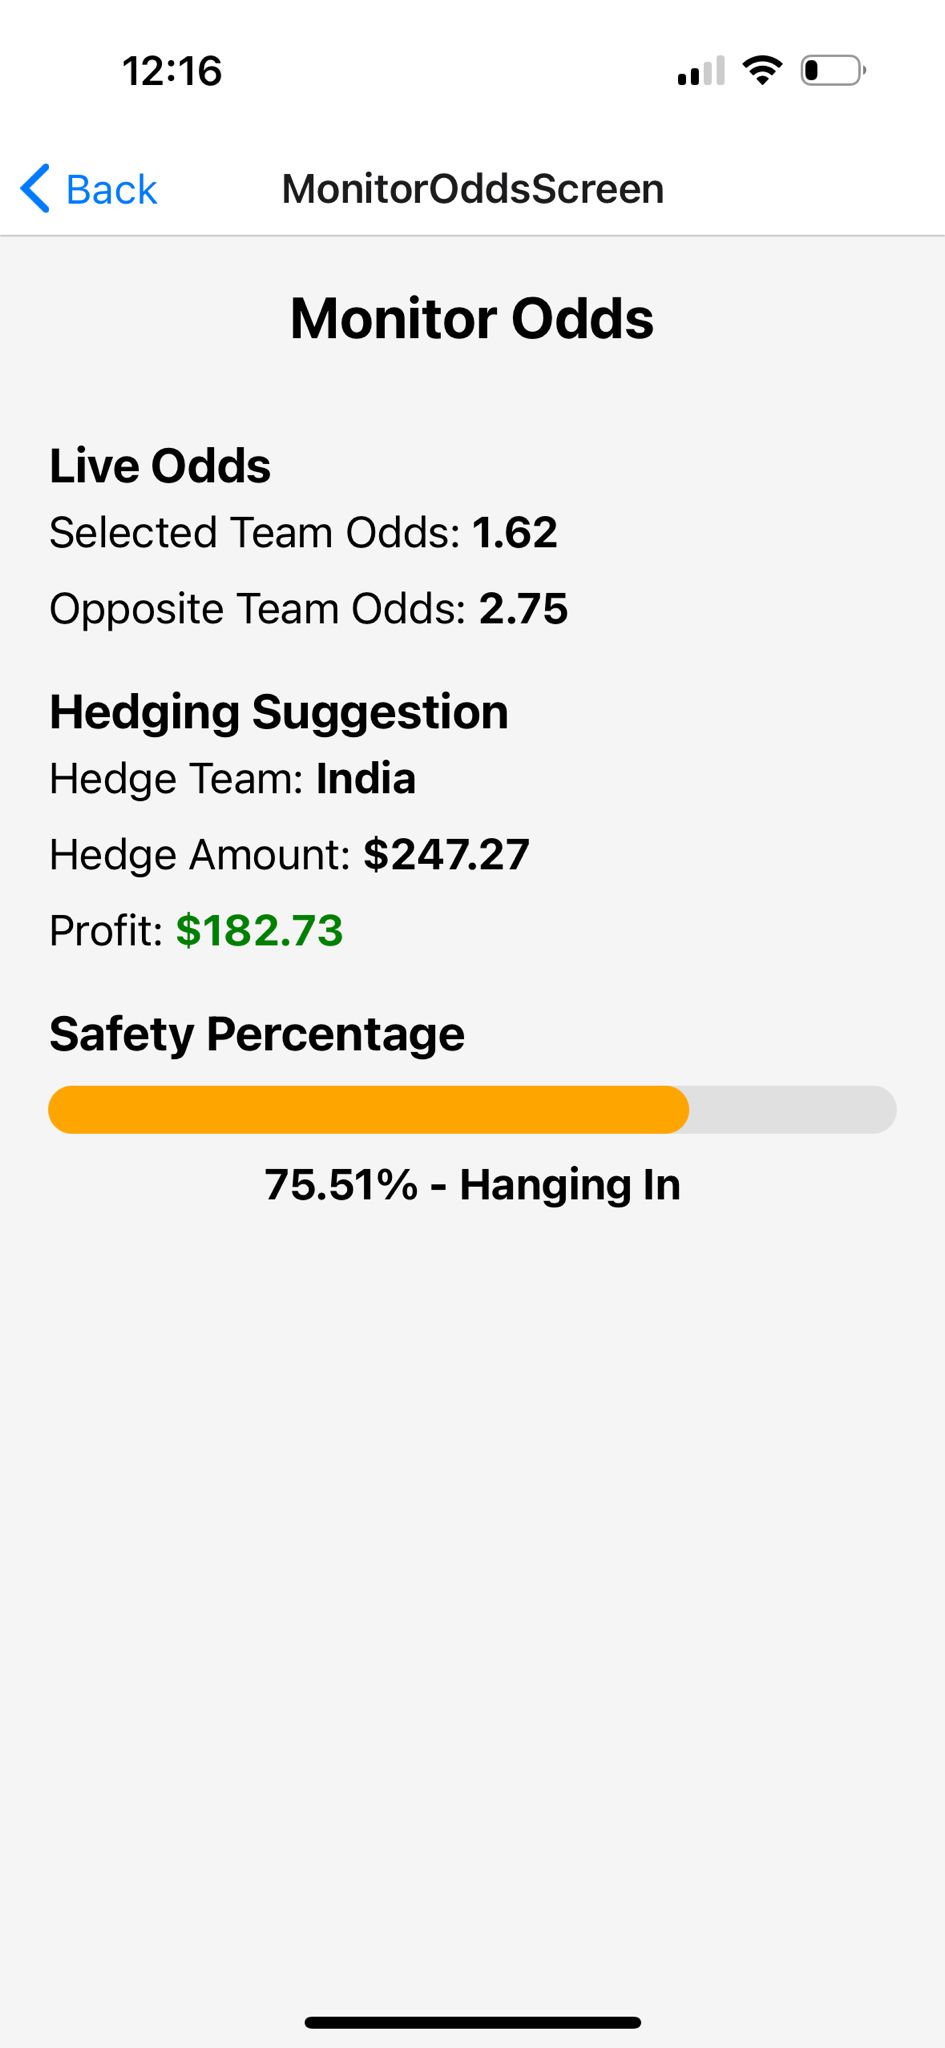 12:16
Back MonitorOddsScreen
Monitor Odds
Live Odds
Selected Team Odds: 1.62
Opposite Team Odds: 2.75
Hedging Suggestion
Hedge Team: India
Hedge Amount: $247.27
Profit: $182.73
Safety Percentage
75.51% - Hanging In